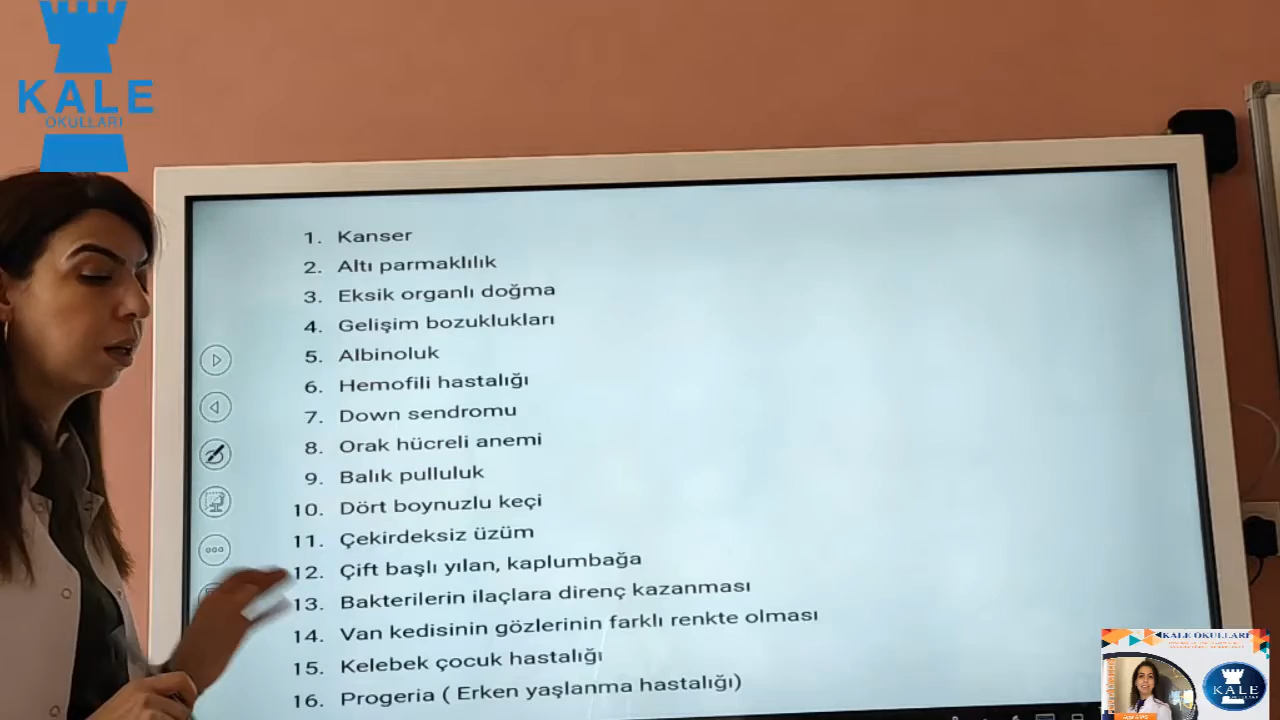 KALE
OKULLARI
1. Kanser
2. Altı parmaklılık
3. Eksik organlı doğma
4. Gelişim bozuklukları
5. Albinoluk
6. Hemofili hastalığı
7. Down sendromu
8. Orak hücreli anemi
9. Balık pulluluk
10. Dört boynuzlu keçi
11. Çekirdeksiz üzüm
12. Çift başlı yılan, kaplumbağa
13. Bakterilerin ilaçlara direnç kazanması
14. Van kedisinin gözlerinin farklı renkte olması
15. Kelebek çocuk hastalığı
16. Progeria ( Erken yaşlanma hastalığı)
KALE OKULLARI
KALE